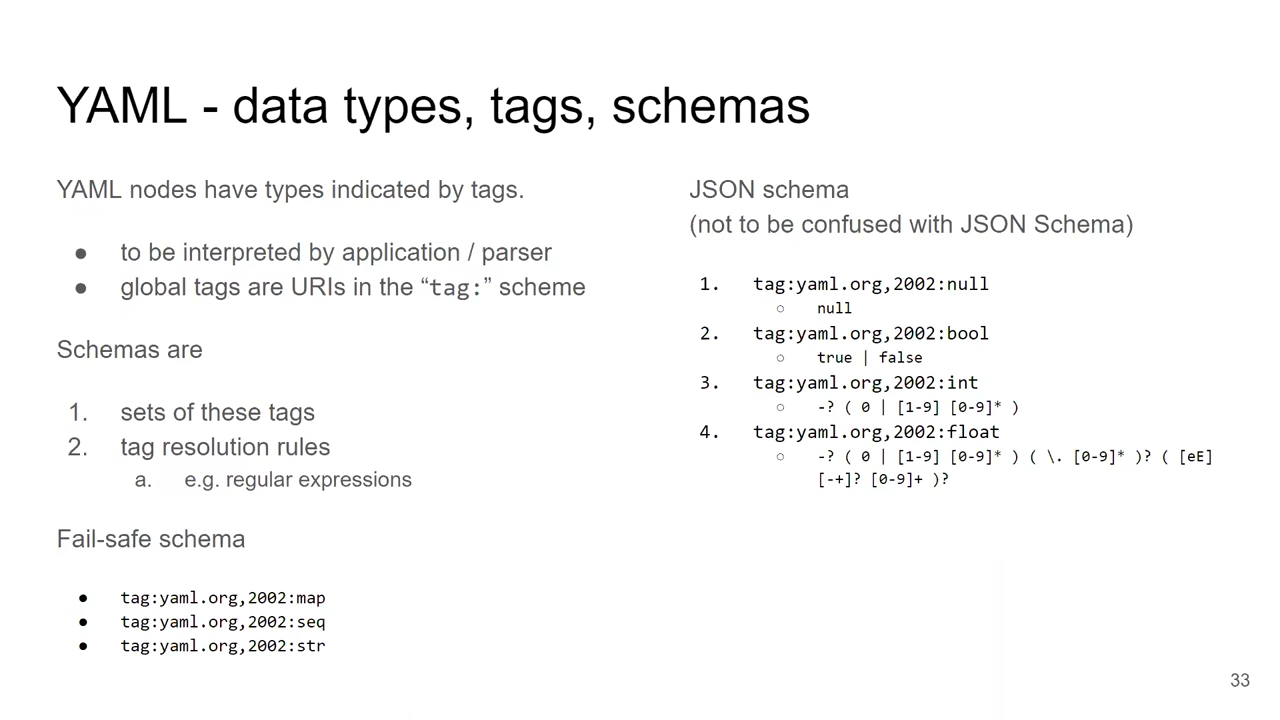 YAML - data types, tags, schemas
YAML nodes have types indicated by tags.
● to be interpreted by application / parser
● global tags are URIs in the “tag:” scheme
Schemas are
1. sets of these tags
2. tag resolution rules
a. e.g. regular expressions
Fail-safe schema
● tag:yaml.org,2002:map
● tag:yaml.org,2002:seq
● tag:yaml.org,2002:str
JSON schema
(not to be confused with JSON Schema)
1. tag:yaml.org,2002:null
○ null
2. tag:yaml.org,2002:bool
○ true | false
3. tag:yaml.org,2002:int
○ -? ( 0 | [1-9] [0-9]* )
4. tag:yaml.org,2002:float
○ -? ( 0 | [1-9] [0-9]* ) ( \. [0-9]* )? ( [eE]
[-+]? [0-9]+ )?
33